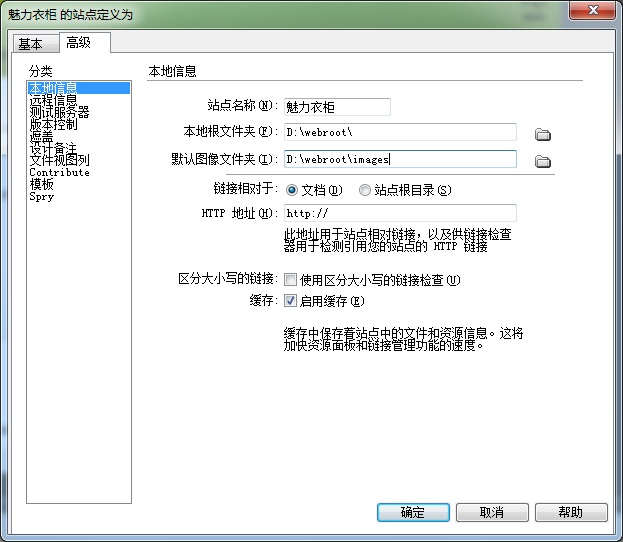 魅力衣柜 的站点定义为
基本
高级
分类
本地信息
远程信息
测试服务器
版本控制
遮盖
设计备注
文件视图列
Contribute
模板
Spry
本地信息
站点名称(N): 魅力衣柜
本地根文件夹(F): D:\webroot\
默认图像文件夹(I): D:\webroot\images
链接相对于: 文档(D) 站点根目录(S)
HTTP 地址(H): http://
此地址用于站点相对链接，以及供链接检查
器用于检测引用您的站点的 HTTP 链接
区分大小写的链接: 使用区分大小写的链接检查(U)
缓存: 启用缓存(E)
缓存中保存着站点中的文件和资源信息。这将
加快资源面板和链接管理功能的速度。
确定
取消
帮助